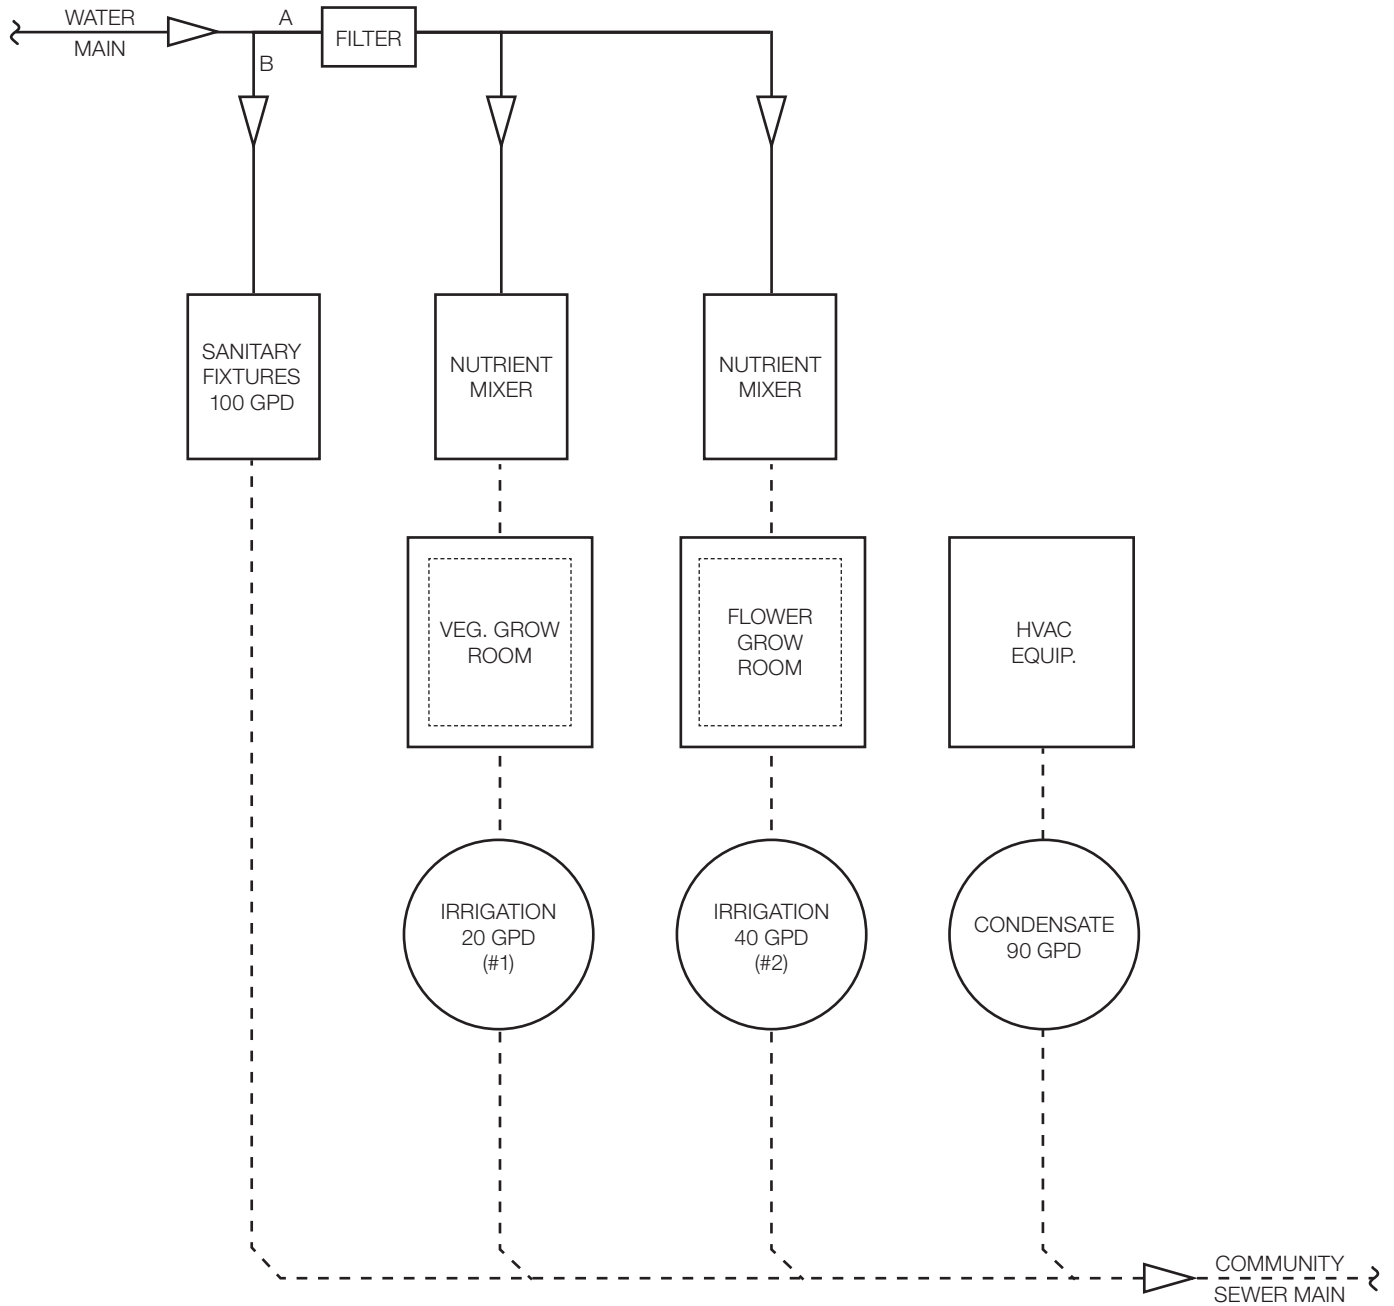 WATER
MAIN
A
B
FILTER
SANITARY
FIXTURES
100 GPD
NUTRIENT
MIXER
NUTRIENT
MIXER
VEG. GROW
ROOM
FLOWER
GROW
ROOM
HVAC
EQUIP.
IRRIGATION
20 GPD
(#1)
IRRIGATION
40 GPD
(#2)
CONDENSATE
90 GPD
COMMUNITY
SEWER MAIN